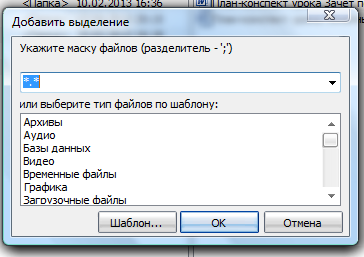 <Папка> 10.02.2013 16:36
План-конспект урока Зачет п
Добавить выделение
Укажите маску файлов (разделитель - ';')
*.*
или выберите тип файлов по шаблону:
Архивы
Аудио
Базы данных
Видео
Временные файлы
Графика
Загрузочные файлы
Шаблон... OK Отмена